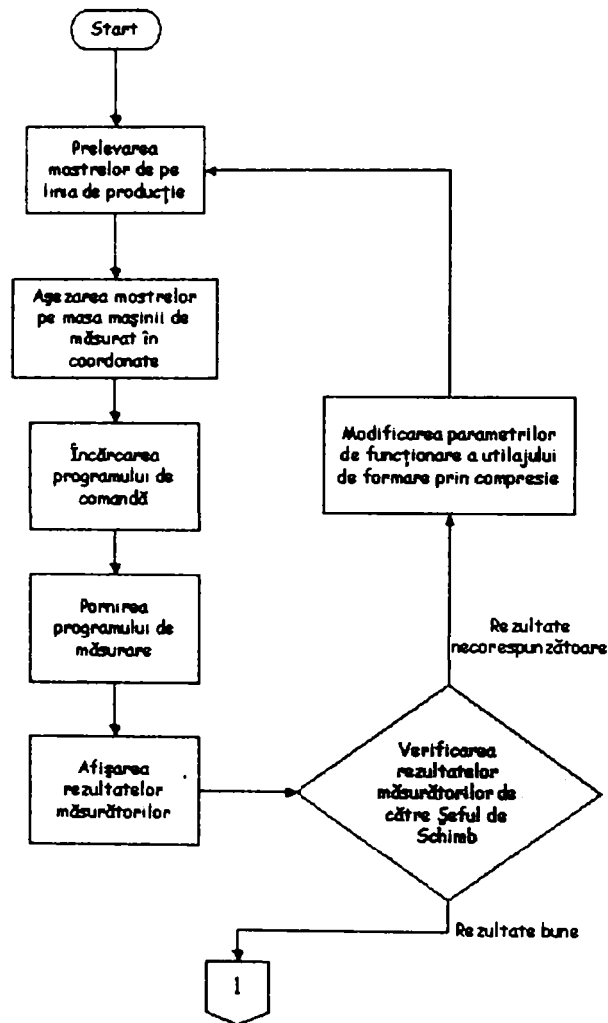 Start
Prelevarea
mostrelor de pe
linia de producție
Așezarea mostrelor
pe masa mașinii de
măsurat în
coordonate
Încărcarea
programului de
comandă
Pornirea
programului de
măsurare
Afișarea
rezultatelor
măsurătorilor
Verificarea
rezultatelor
măsurătorilor de
către Șeful de
Schimb
Rezultate
necorespunzătoare
Modificarea parametrilor
de funcționare a utilajului
de formare prin compresie
Rezultate bune
1